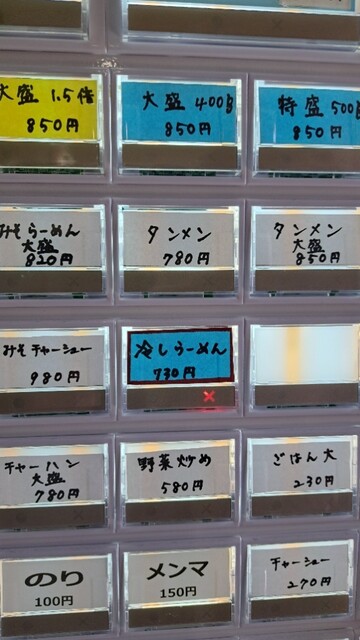 大盛 1.5倍
850円
大盛 400g
850円
特盛 500g
850円
みそらーめん
大盛
820円
タンメン
780円
タンメン
大盛
850円
みそチャーシュー
980円
冷しらーめん
730円
×
チャーハン
大盛
780円
野菜炒め
580円
ごはん大
230円
のり
100円
メンマ
150円
チャーシュー
270円